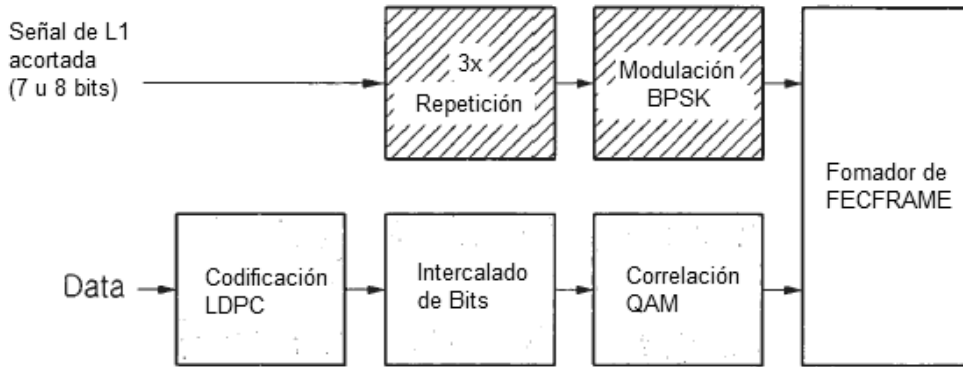 Señal de L1
acortada
(7 u 8 bits)
3x
Repetición
Modulación
BPSK
Fomador de
FECFRAME
Data
Codificación
LDPC
Intercalado
de Bits
Correlación
QAM